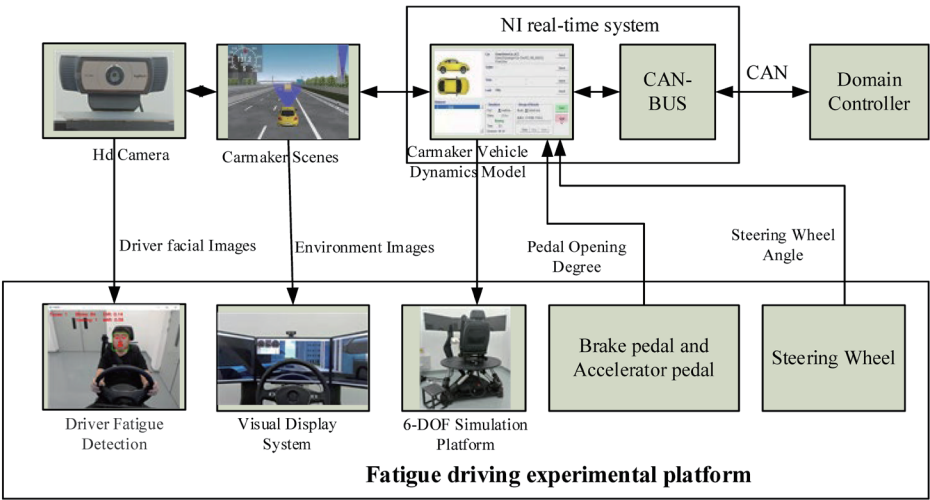 NI real-time system
CAN-
BUS
CAN
Domain
Controller
Hd Camera
Carmaker Scenes
Carmaker Vehicle
Dynamics Model
Driver facial Images
Environment Images
Pedal Opening
Degree
Steering Wheel
Angle
Brake pedal and
Accelerator pedal
Steering Wheel
Driver Fatigue
Detection
Visual Display
System
6-DOF Simulation
Platform
Fatigue driving experimental platform